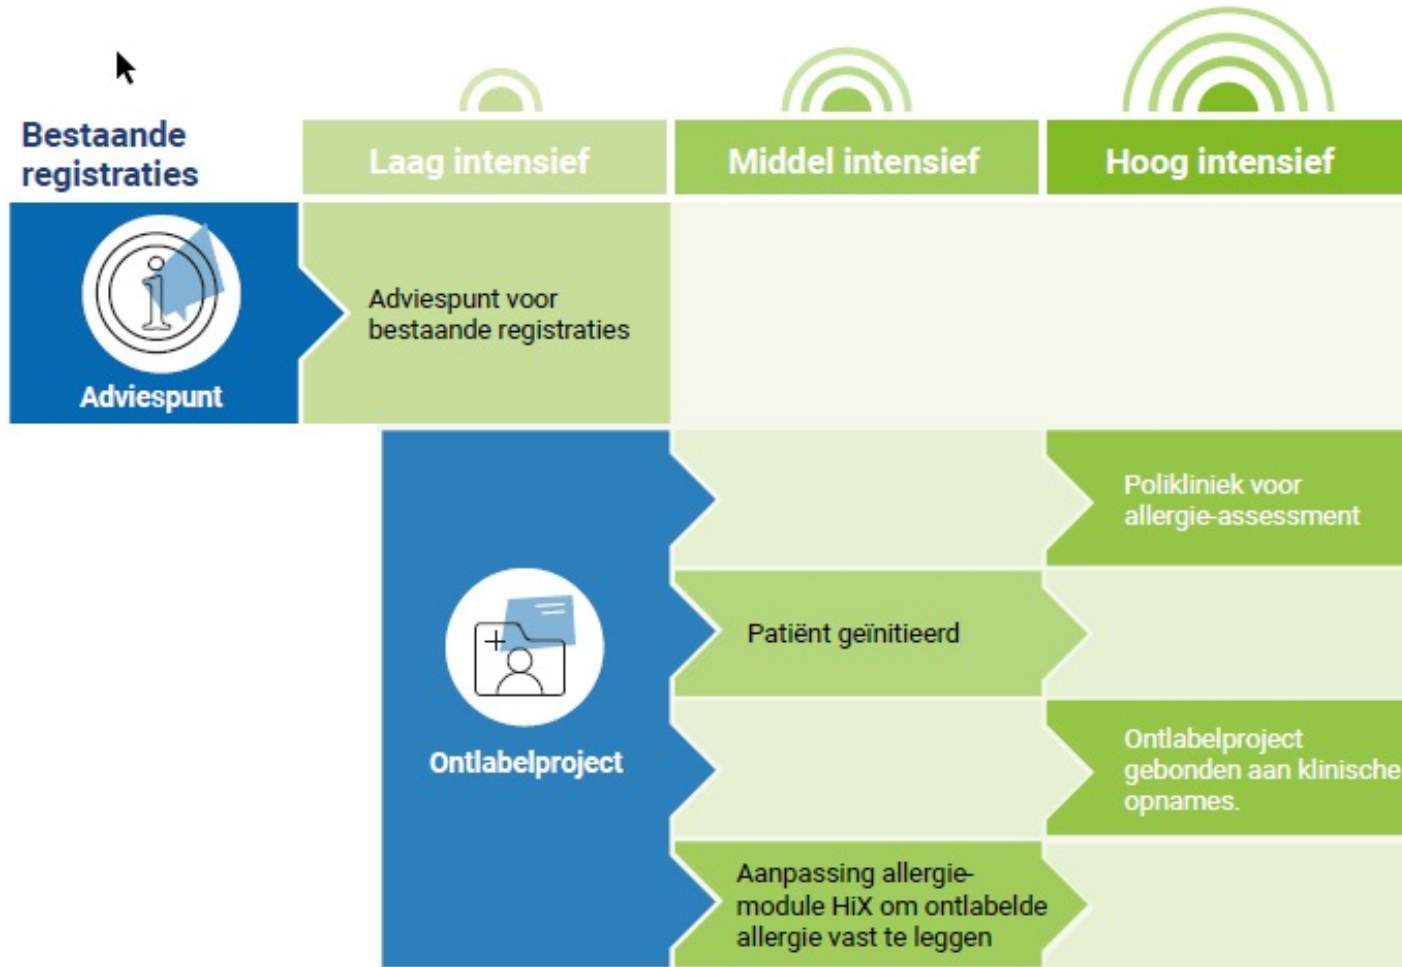 Bestaande
registraties
Laag intensief
Middel intensief
Hoog intensief
Adviespunt
Adviespunt voor
bestaande registraties
Ontlabelproject
Polikliniek voor
allergie-assessment
Patiënt geïnitieerd
Ontlabelproject
gebonden aan klinische
opnames.
Aanpassing allergie-
module HiX om ontlabelde
allergie vast te leggen